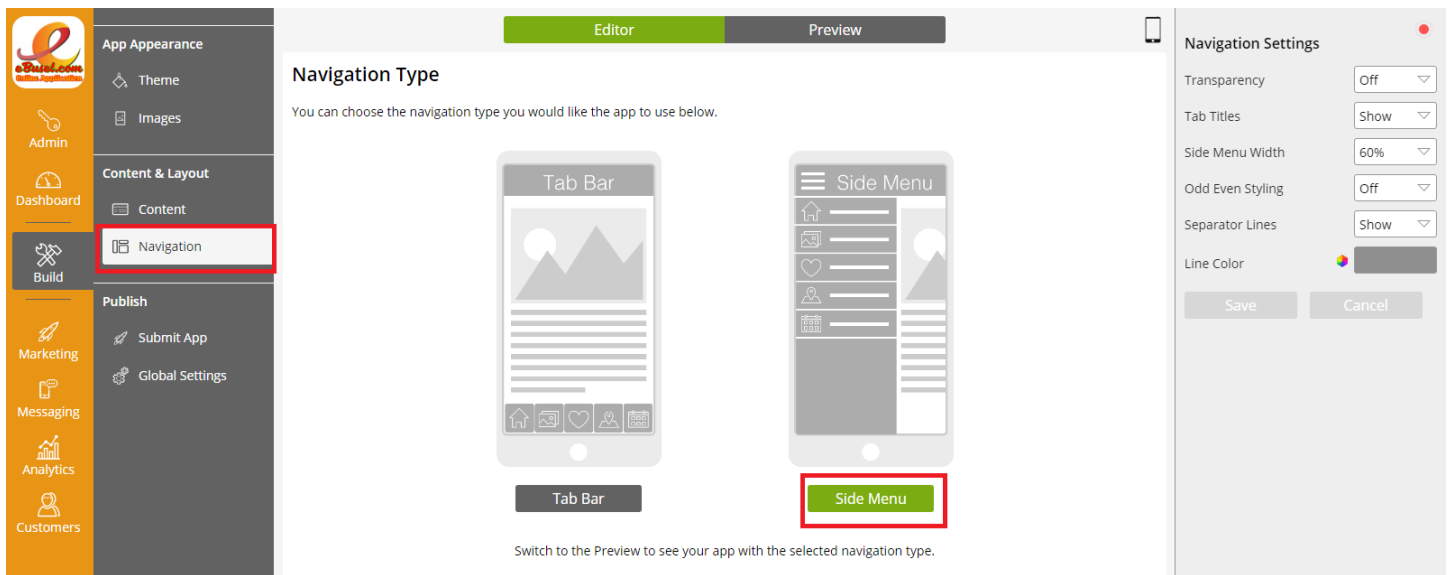 eBusel.com
Online Application
Admin
Dashboard
Build
Marketing
Messaging
Analytics
Customers
App Appearance
Theme
Images
Content & Layout
Content
Navigation
Publish
Submit App
Global Settings
Editor
Preview
Navigation Type
You can choose the navigation type you would like the app to use below.
Tab Bar
Side Menu
Tab Bar
Side Menu
Switch to the Preview to see your app with the selected navigation type.
Navigation Settings
Transparency Off
Tab Titles Show
Side Menu Width 60%
Odd Even Styling Off
Separator Lines Show
Line Color
Save Cancel